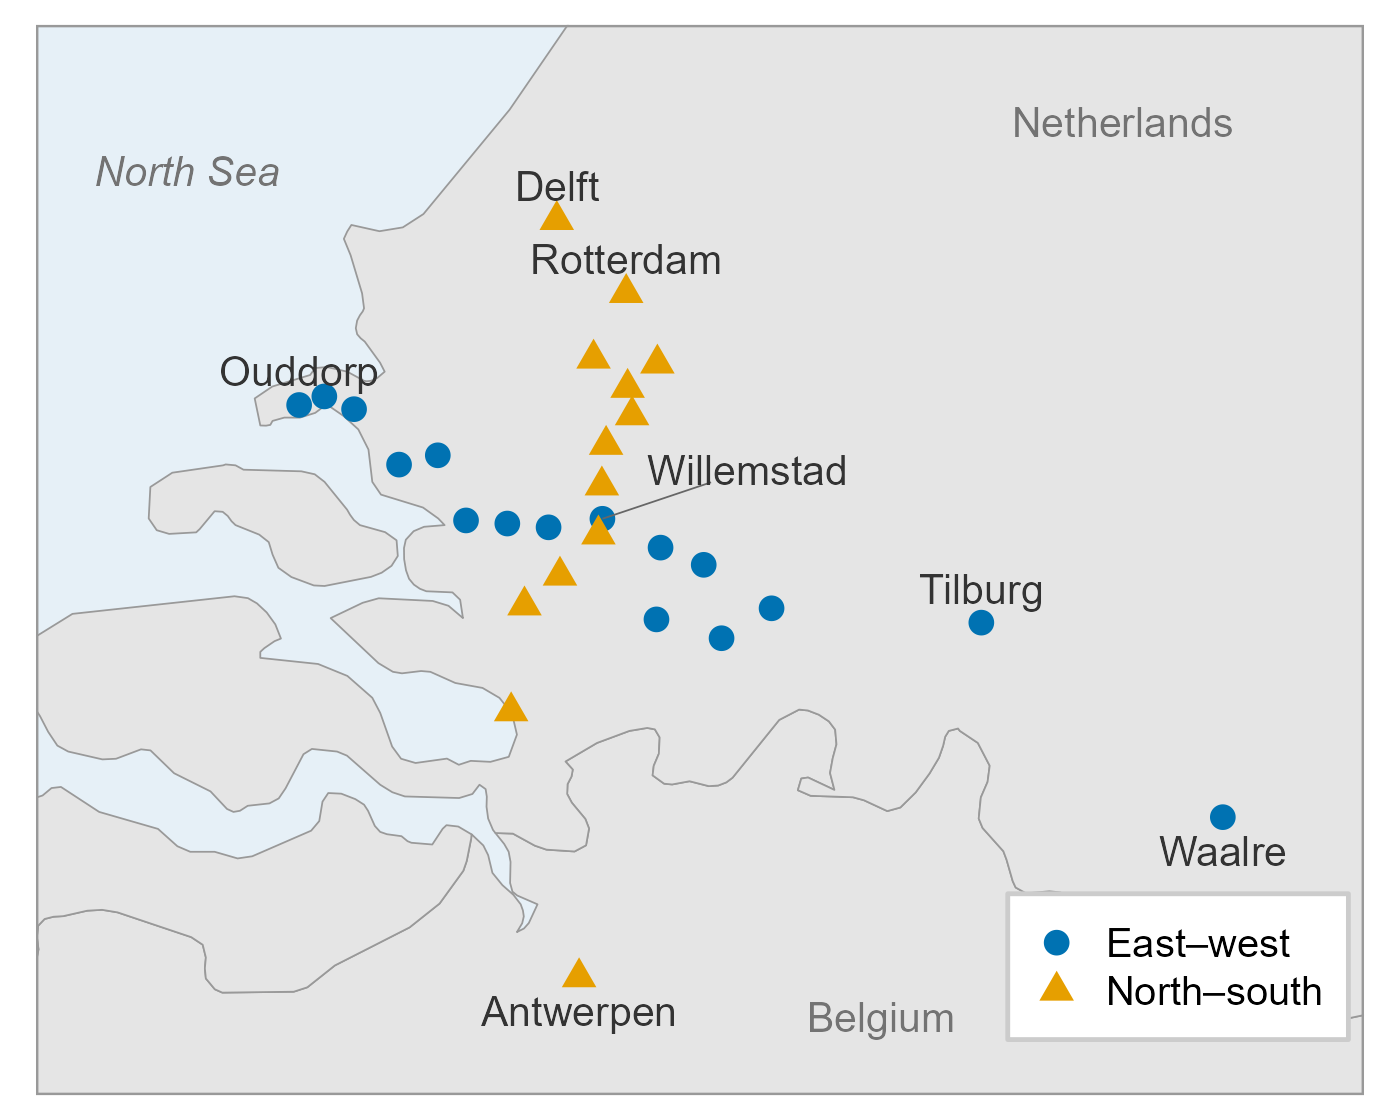 Netherlands
North Sea
Delft
Rotterdam
Ouddorp
Willemstad
Tilburg
Waalre
East–west
North–south
Antwerpen
Belgium